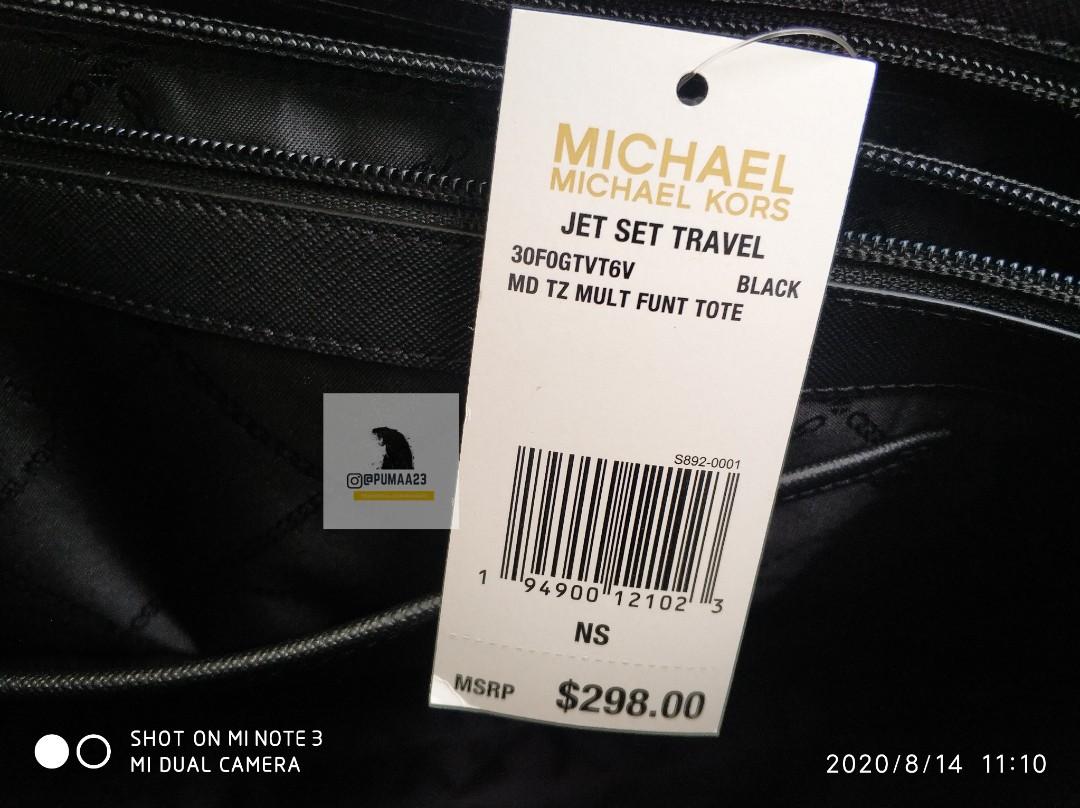 MICHAEL
MICHAEL KORS
JET SET TRAVEL
30F0GTVT6V BLACK
MD TZ MULT FUNT TOTE
S892-0001
1 94900 12102 3
NS
MSRP $298.00
@PUMAA23
SHOT ON MI NOTE 3
MI DUAL CAMERA
2020/8/14 11:10